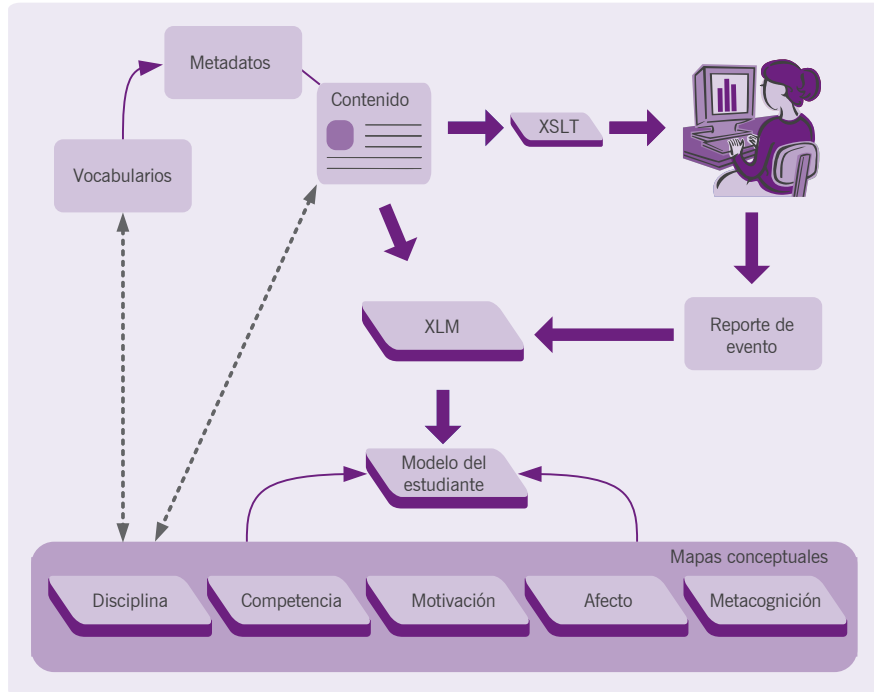 Metadatos
Contenido
XSLT
Vocabularios
XLM
Reporte de
evento
Modelo del
estudiante
Mapas conceptuales
Disciplina
Competencia
Motivación
Afecto
Metacognición